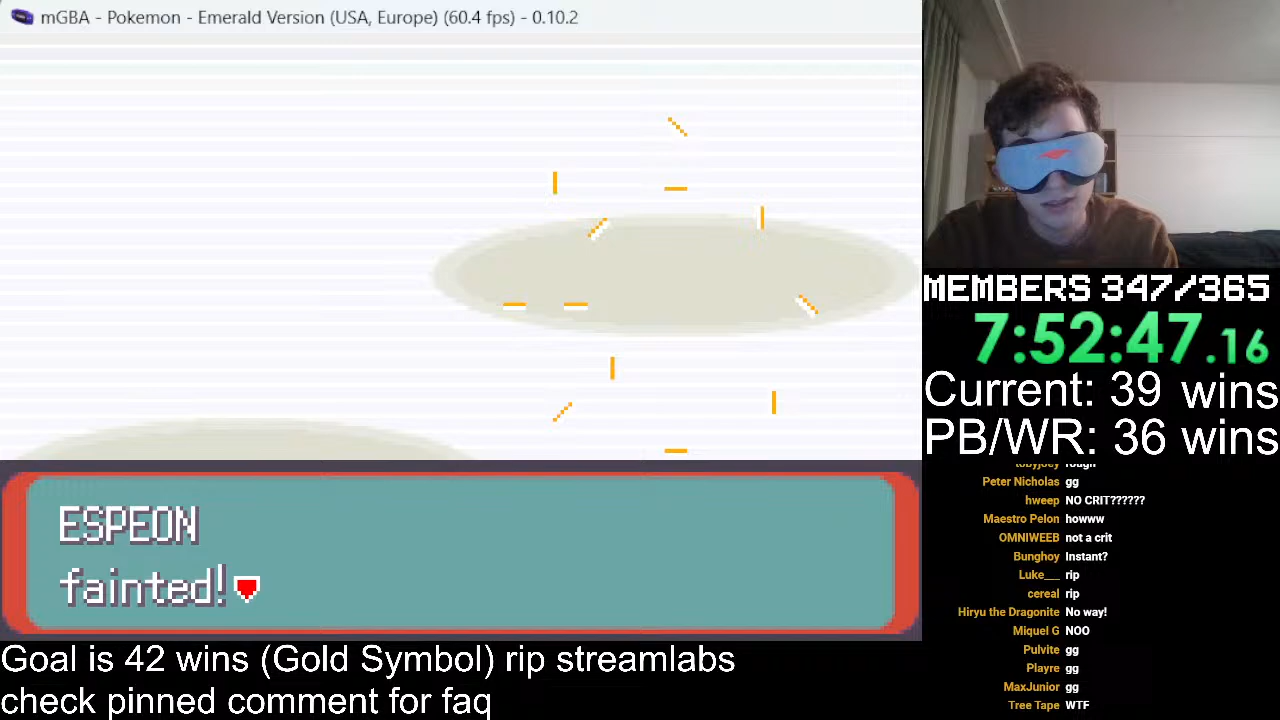 mGBA - Pokemon - Emerald Version (USA, Europe) (60.4 fps) - 0.10.2
MEMBERS 347/365
7:52:47.16
Current: 39 wins
PB/WR: 36 wins
tobyjoey rough
Peter Nicholas gg
hweep NO CRIT??????
Maestro Pelon howww
OMNIWEEB not a crit
Bunghoy Instant?
Luke___ rip
cereal rip
Hiryu the Dragonite No way!
Miquel G NOO
Pulvite gg
Playre gg
MaxJunior gg
Tree Tape WTF
ESPEON
fainted!
Goal is 42 wins (Gold Symbol) rip streamlabs
check pinned comment for faq